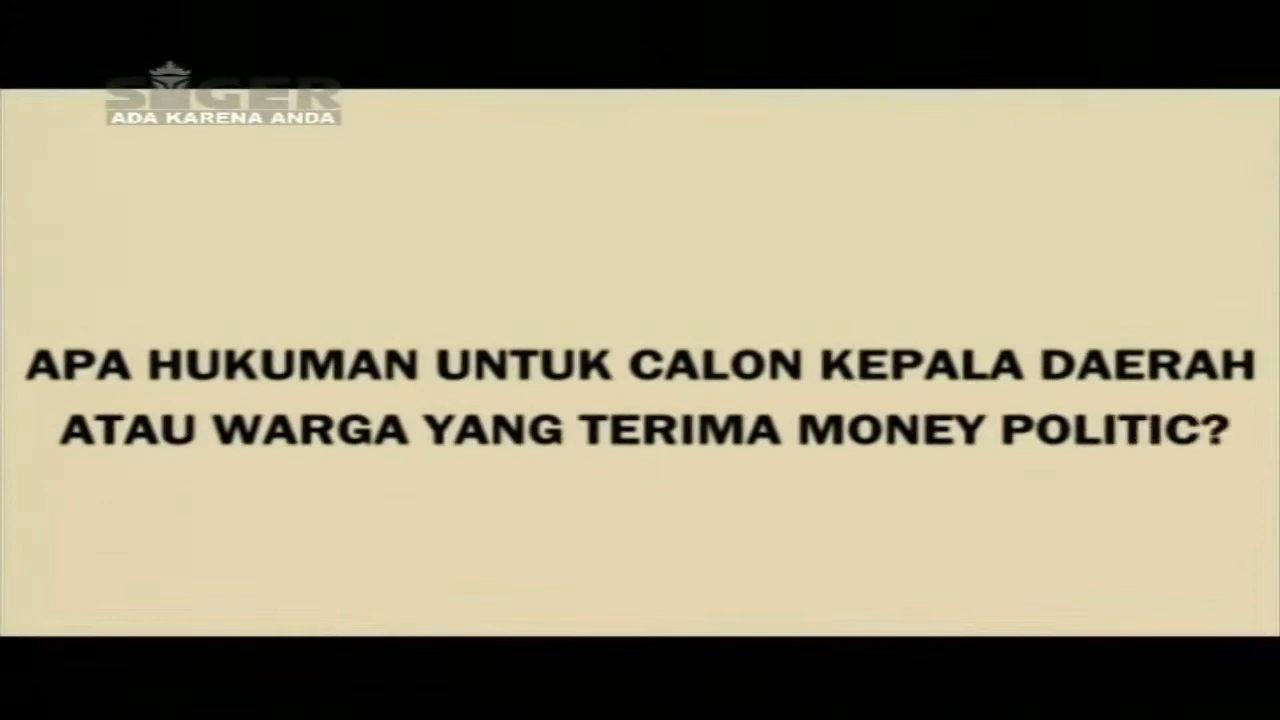 SIGER
ADA KARENA ANDA
APA HUKUMAN UNTUK CALON KEPALA DAERAH
ATAU WARGA YANG TERIMA MONEY POLITIC?